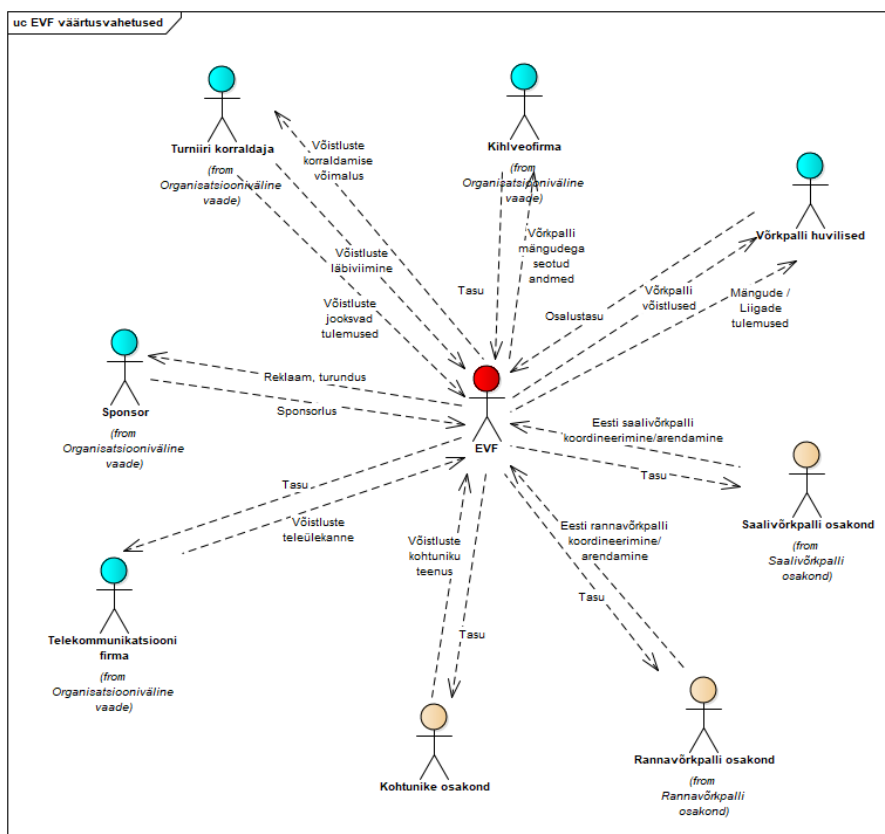 uc EVF väärtusvahetused
Turniiri korraldaja
(from
Organisatsiooniväline
vaade)
Võistluste
korraldamise
võimalus
Kihlveofirma
(from
Organisatsiooniväline
vaade)
Võrkpalli huvilised
Võistluste
läbiviimine
Võistluste
jooksvad
tulemused
Tasu
Võrkpalli
mängudega
seotud
andmed
Osalustasu
Võrkpalli
võistlused
Mängude /
Liigade
tulemused
Sponsor
(from
Organisatsiooniväline
vaade)
Reklaam, turundus
Sponsorlus
EVF
Eesti saalivõrkpalli
koordineerimine/arendamine
Tasu
Saalivõrkpalli osakond
(from
Saalivõrkpalli
osakond)
Tasu
Võistluste
teleülekanne
Telekommunikatsiooni
firma
(from
Organisatsiooniväline
vaade)
Võistluste
kohtuniku
teenus
Tasu
Kohtunike osakond
Eesti rannavõrkpalli
koordineerimine/
arendamine
Tasu
Rannavõrkpalli osakond
(from
Rannavõrkpalli
osakond)